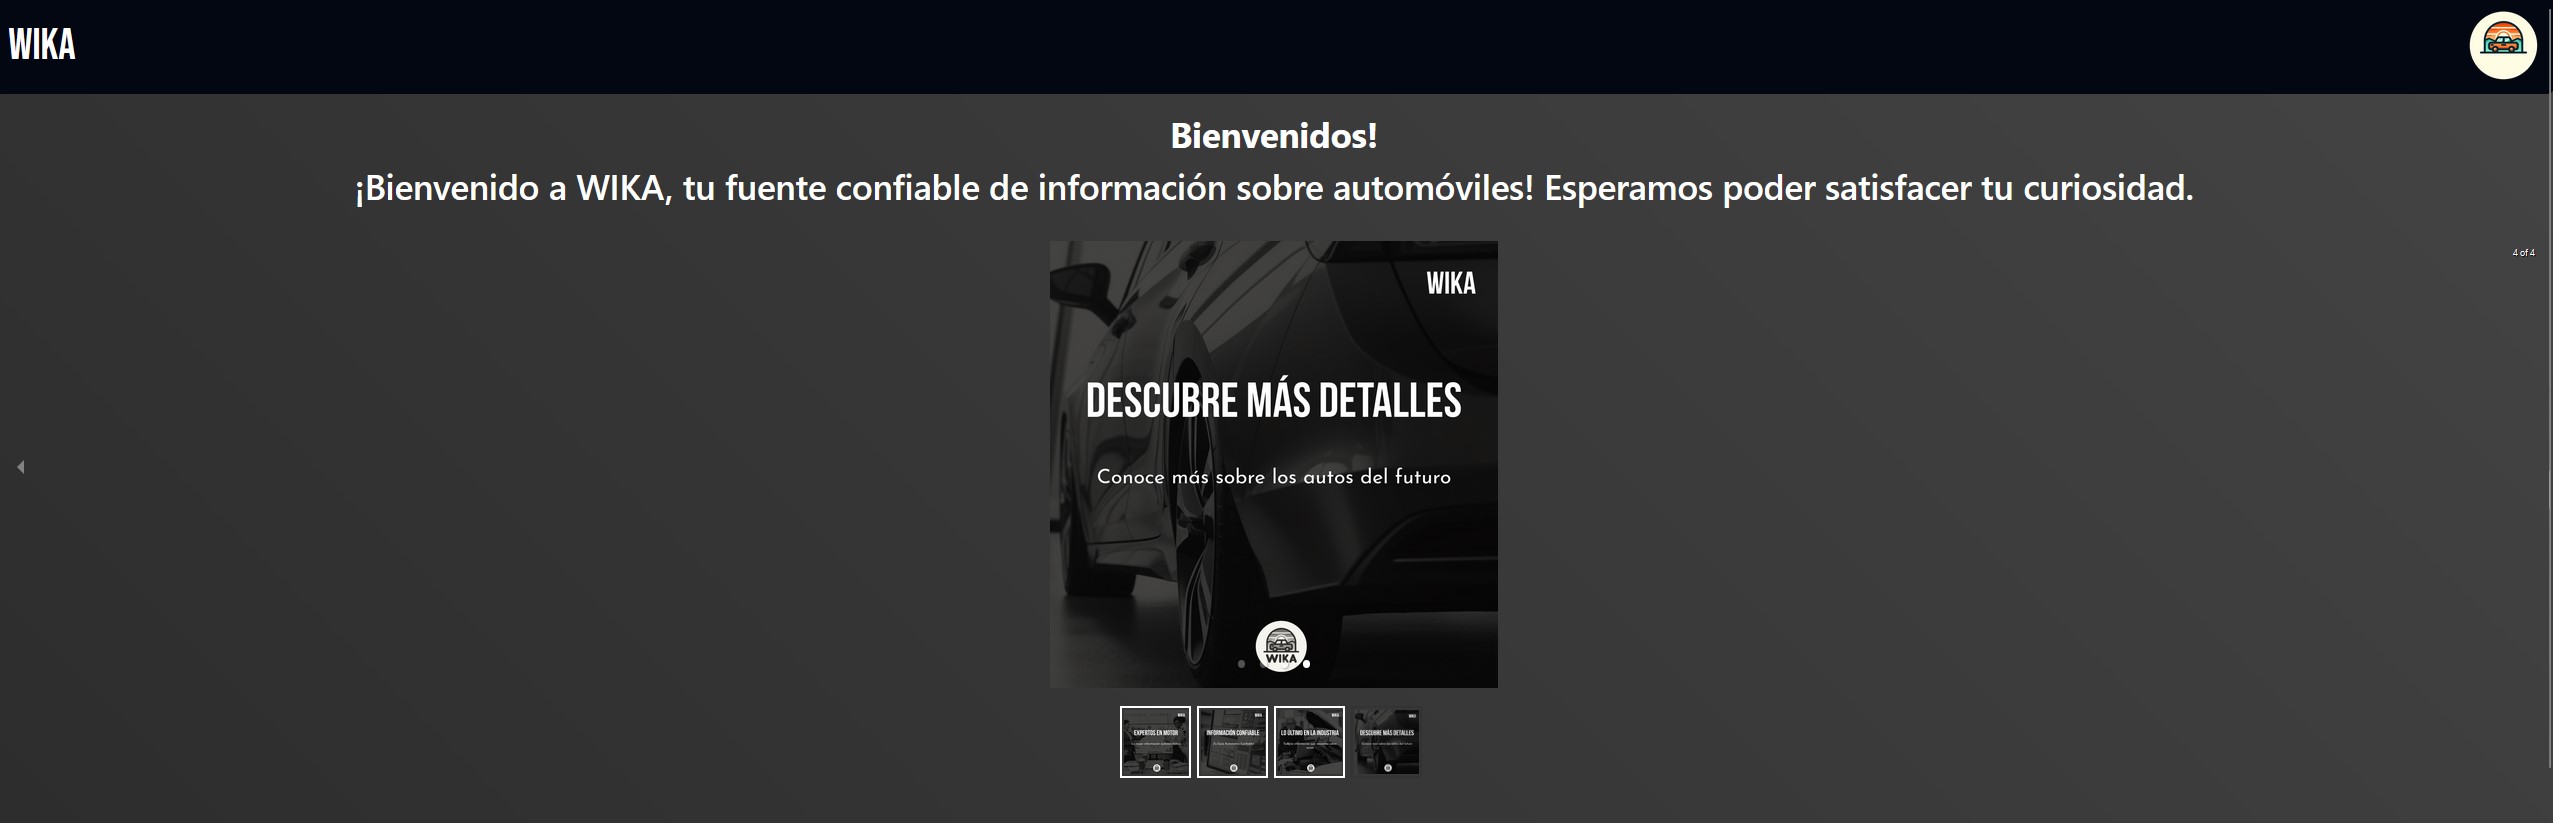 WIKA
Bienvenidos!
¡Bienvenido a WIKA, tu fuente confiable de información sobre automóviles! Esperamos poder satisfacer tu curiosidad.
4 of 4
WIKA
DESCUBRE MÁS DETALLES
Conoce más sobre los autos del futuro
WIKA
EXPERTOS EN MOTOR
INFORMACIÓN CONFIABLE
LO ÚLTIMO EN LA INDUSTRIA
DESCUBRE MÁS DETALLES